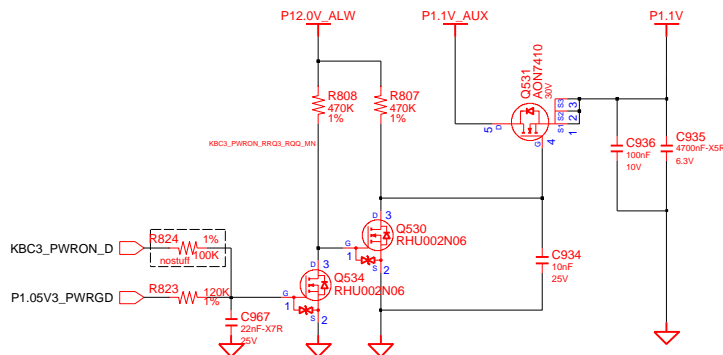 P12.0V_ALW
P1.1V_AUX
P1.1V
Q531
AON7410
30V
R808
470K
1%
R807
470K
1%
5
D
G
4
S3
S2
S1
3
2
1
C936
100nF
10V
C935
4700nF-X5R
6.3V
KBC3_PWRON_RRQ3_RQQ_MN
D
3
Q530
RHU002N06
G
1
S
2
KBC3_PWRON_D
R824
1%
100K
nostuff
D
3
Q534
RHU002N06
G
1
S
2
C934
10nF
25V
P1.05V3_PWRGD
R823
120K
1%
C967
22nF-X7R
25V